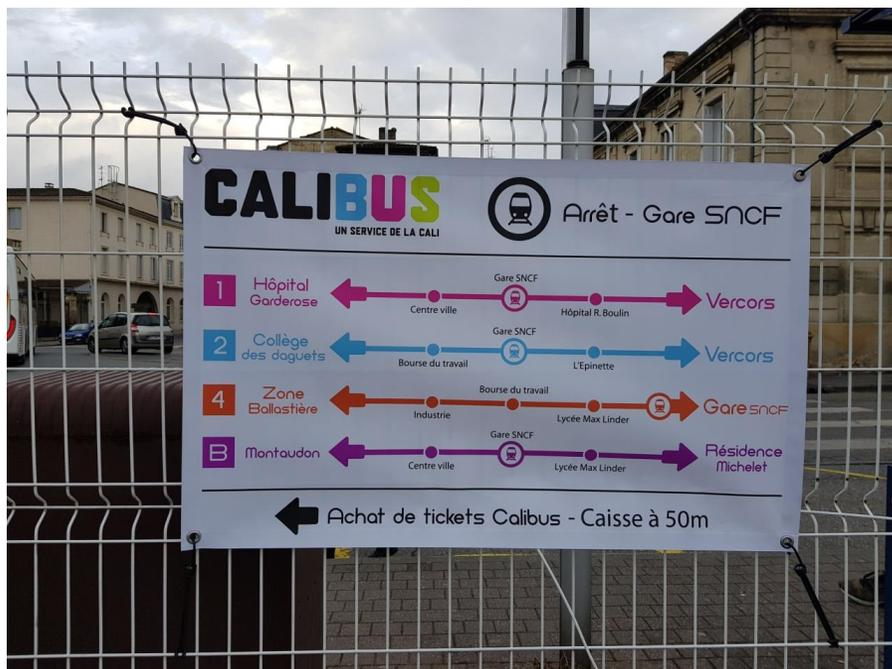 CALIBUS
UN SERVICE DE LA CALI
Arrêt - Gare SNCF
1 Hôpital Garderose
Gare SNCF
Centre ville
Hôpital R. Boulin
Vercors
2 Collège des daguets
Gare SNCF
Bourse du travail
L'Epinette
Vercors
4 Zone Ballastière
Bourse du travail
Industrie
Lycée Max Linder
Gare SNCF
B Montaudon
Gare SNCF
Centre ville
Lycée Max Linder
Résidence Michelet
Achat de tickets Calibus - Caisse à 50m